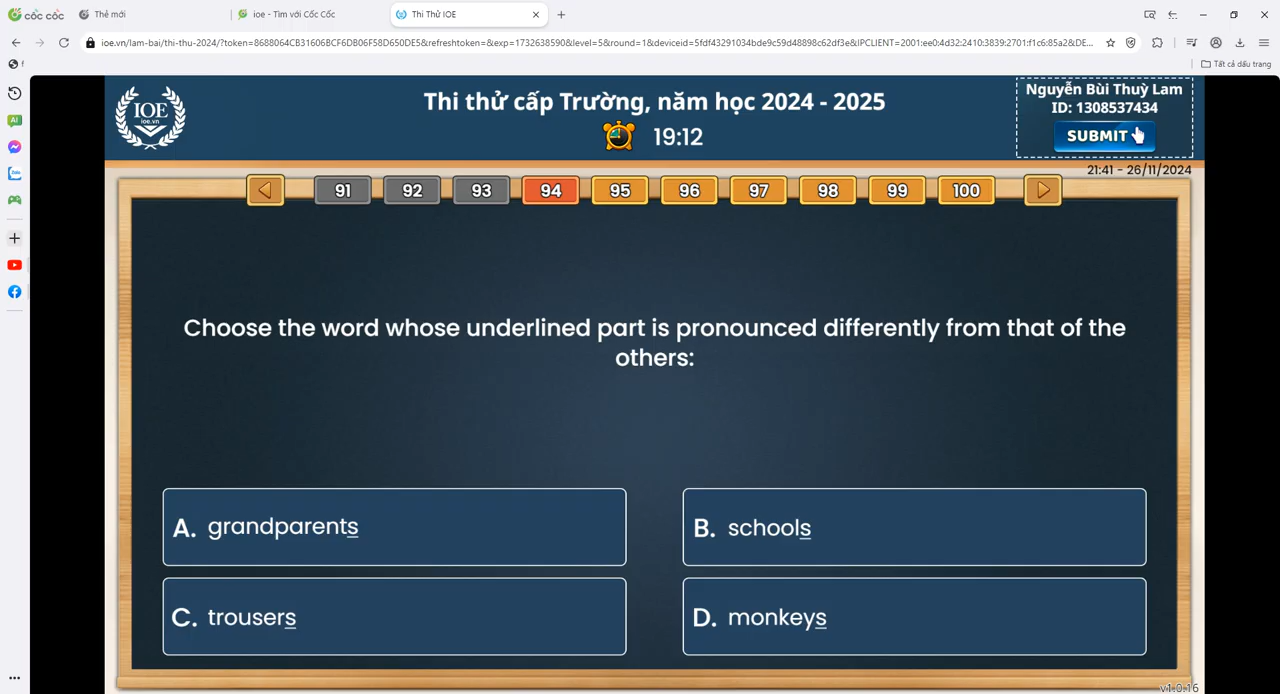 cốc cốc Thẻ mới ioe - Tìm với Cốc Cốc Thi Thử IOE
ioe.vn/lam-bai/thi-thu-2024/?token=8688064CB31606BCF6DB06F58D650DE5&refreshtoken=&exp=1732638590&level=5&round=1&deviceid=5fdf43291034bde9c59d48898c62df3e&IPCLIENT=2001:ee0:4d32:2410:3839:2701:f1c6:85a2&DE...
f Tất cả dấu trang
IOE
ioe.vn
Thi thử cấp Trường, năm học 2024 - 2025
19:12
Nguyễn Bùi Thuỳ Lam
ID: 1308537434
SUBMIT
21:41 - 26/11/2024
91 92 93 94 95 96 97 98 99 100
Choose the word whose underlined part is pronounced differently from that of the
others:
A. grandparents
B. schools
C. trousers
D. monkeys
v1.0.16